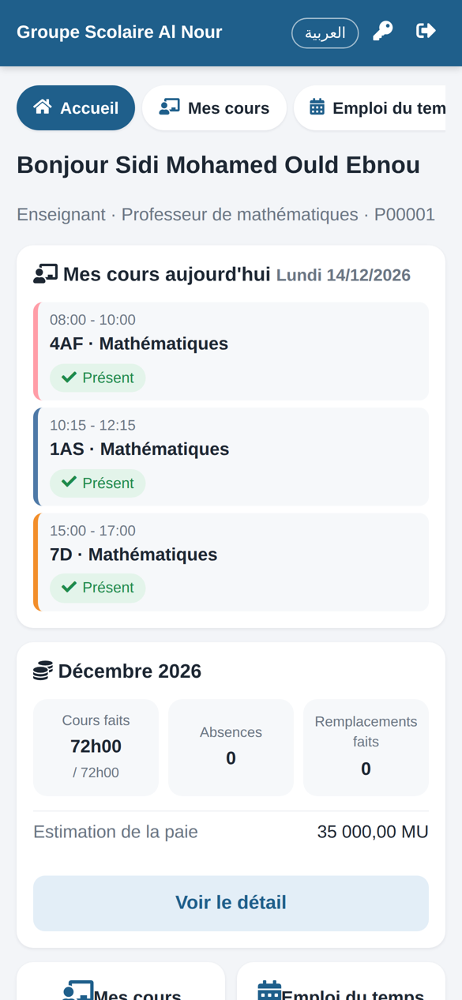 Groupe Scolaire Al Nour
العربية
Accueil
Mes cours
Emploi du tem
Bonjour Sidi Mohamed Ould Ebnou
Enseignant · Professeur de mathématiques · P00001
Mes cours aujourd'hui Lundi 14/12/2026
08:00 - 10:00
4AF · Mathématiques
Présent
10:15 - 12:15
1AS · Mathématiques
Présent
15:00 - 17:00
7D · Mathématiques
Présent
Décembre 2026
Cours faits
72h00
/ 72h00
Absences
0
Remplacements
faits
0
Estimation de la paie 35 000,00 MU
Voir le détail
Mes cours
Emploi du temps